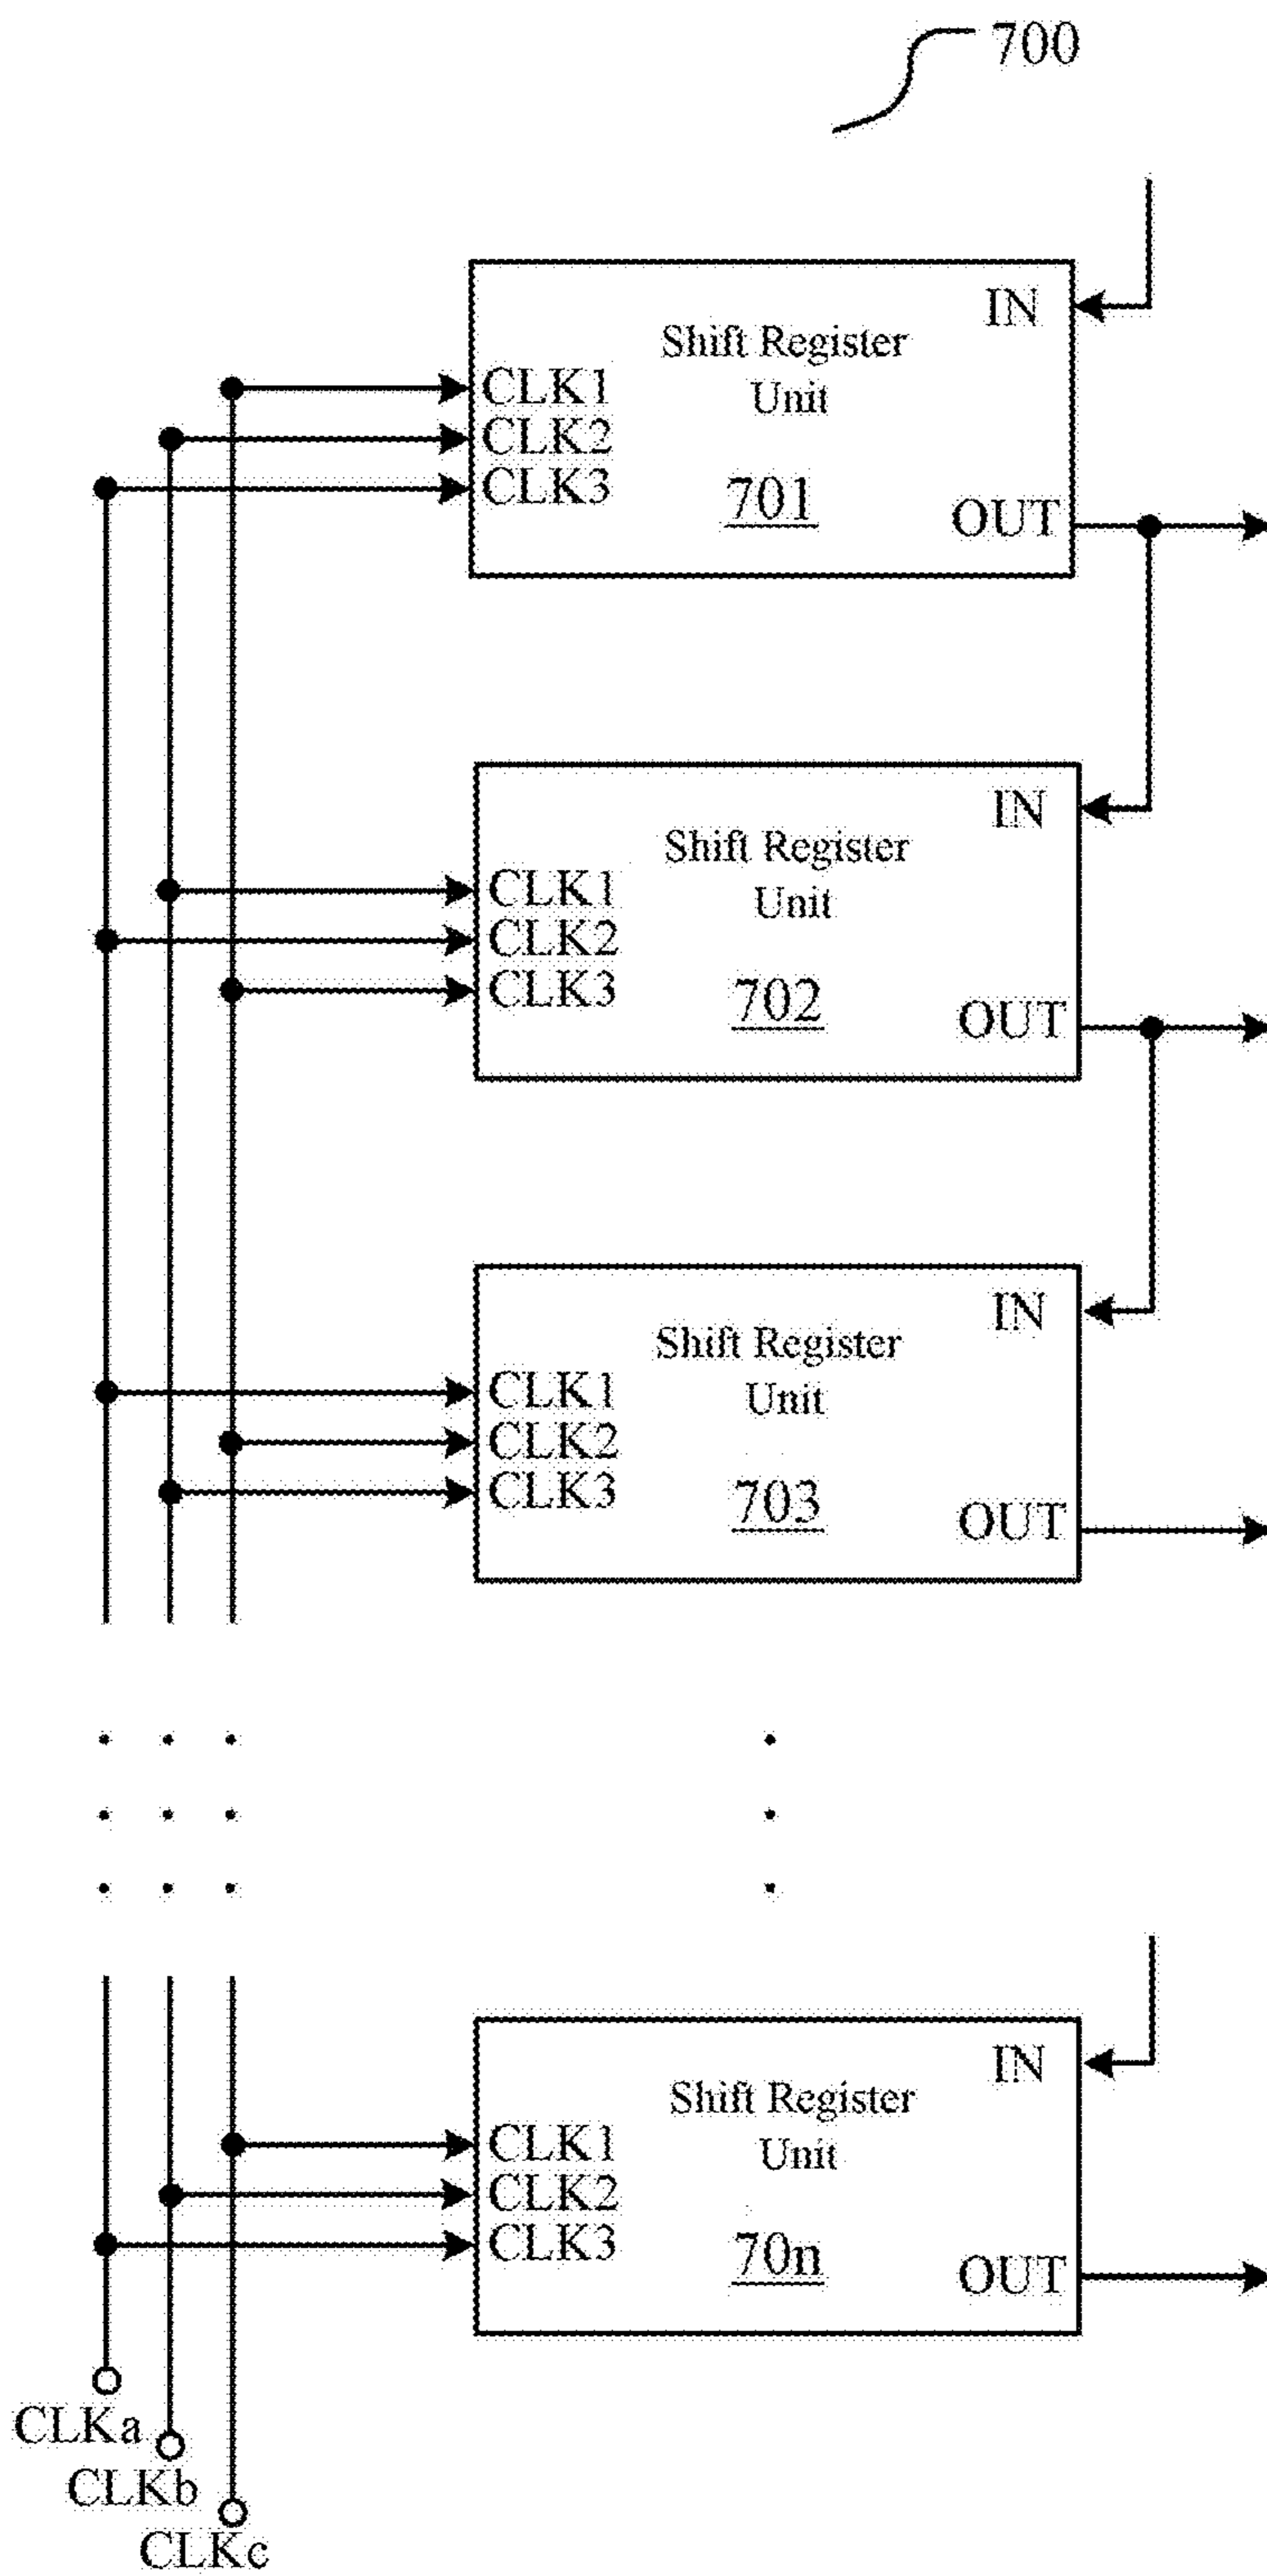 700
IN
Shift Register
Unit
CLK1
CLK2
CLK3
701
OUT
IN
Shift Register
Unit
CLK1
CLK2
CLK3
702
OUT
IN
Shift Register
Unit
CLK1
CLK2
CLK3
703
OUT
IN
Shift Register
Unit
CLK1
CLK2
CLK3
70n
OUT
CLKa
CLKb
CLKc